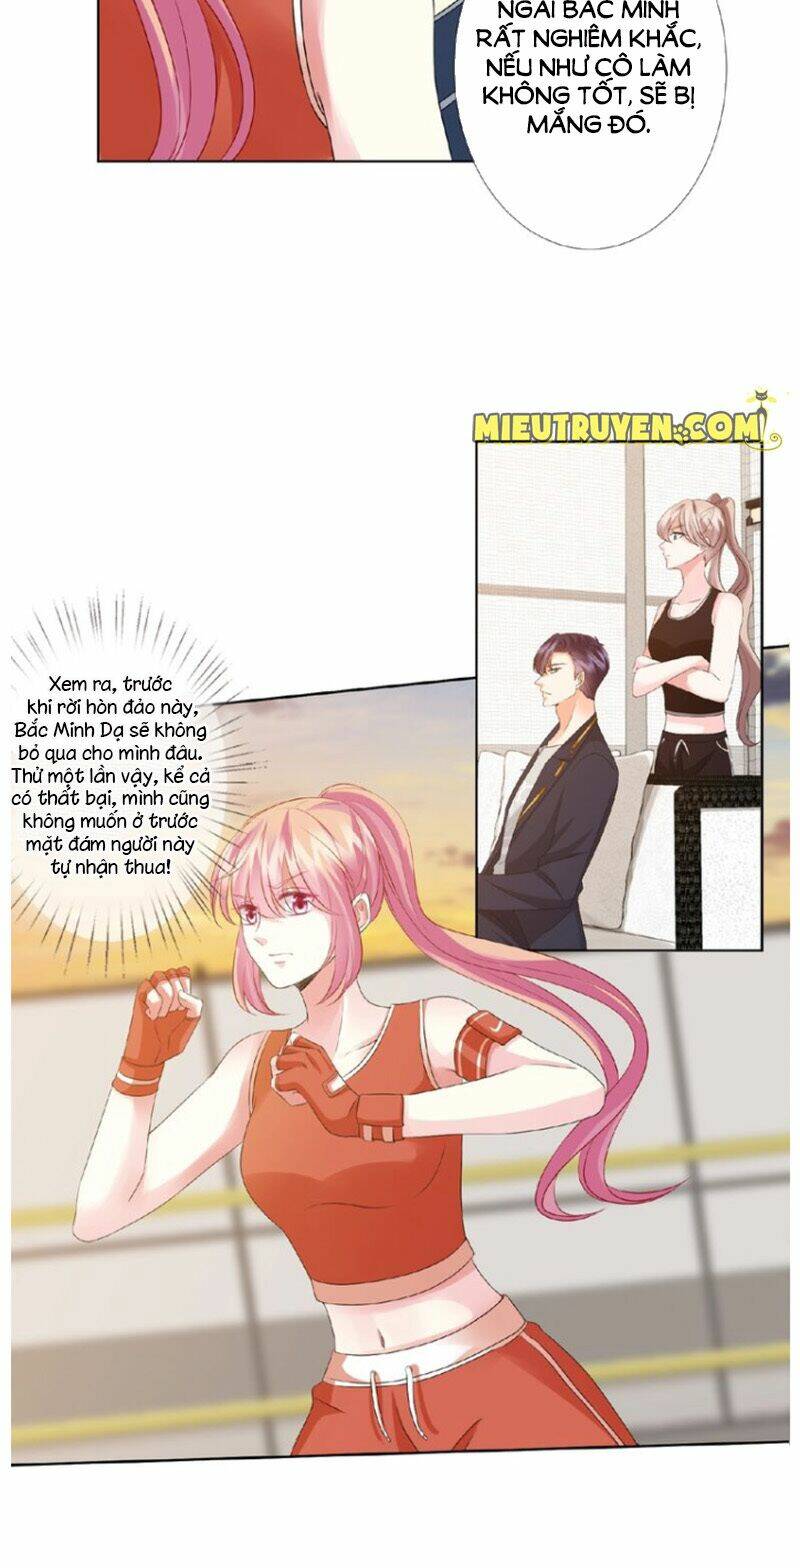 NGÀI BẮC MINH
RẤT NGHIÊM KHẮC,
NẾU NHƯ CÔ LÀM
KHÔNG TỐT, SẼ BỊ
MẮNG ĐÓ.
MIEUTRUYEN.COM
Xem ra, trước
khi rời hòn đảo này,
Bắc Minh Dạ sẽ không
bỏ qua cho mình đâu.
Thử một lần vậy, kể cả
có thất bại, mình cũng
không muốn ở trước
mặt đám người này
tự nhận thua!